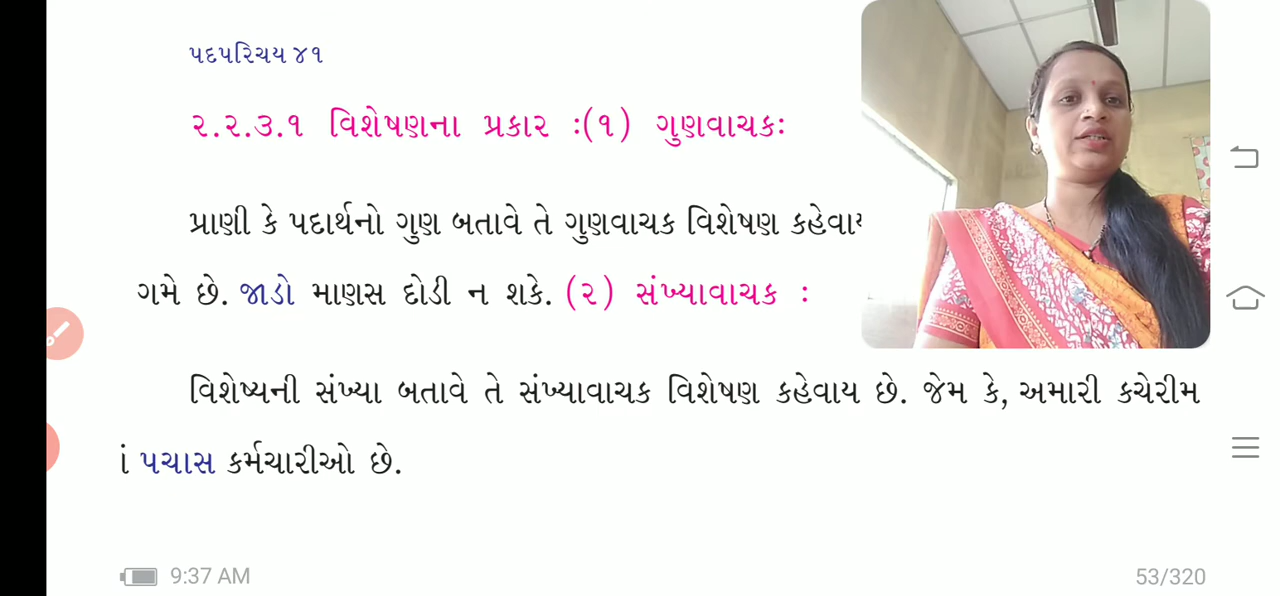 પદપરિચય ૪૧
૨.૨.૩.૧ વિશેષણના પ્રકાર :(૧) ગુણવાચક:
પ્રાણી કે પદાર્થનો ગુણ બતાવે તે ગુણવાચક વિશેષણ
ગમે છે. જાડો માણસ દોડી ન શકે. (૨) સંખ્યાવાચક :
વિશેષ્યની સંખ્યા બતાવે તે સંખ્યાવાચક વિશેષણ કહેવાય છે. જેમ કે, અમારી કચેરીમ
ાં પચાસ કર્મચારીઓ છે.
9:37 AM
53/320